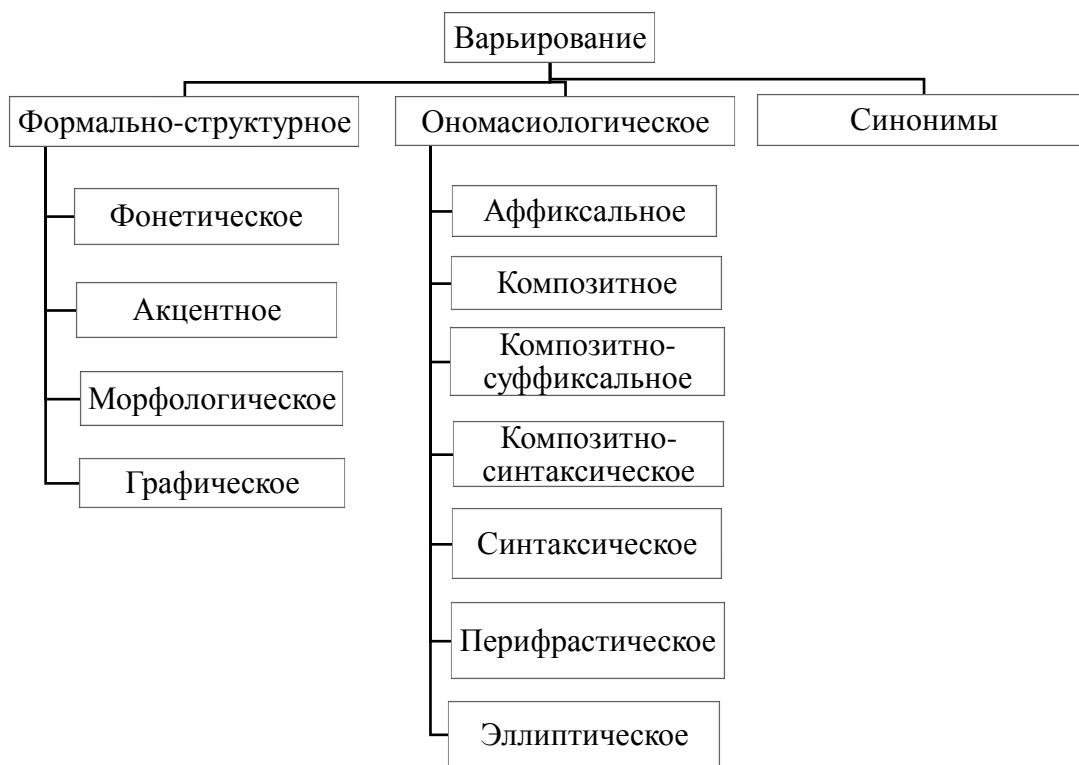 Варьирование
Формально-структурное
Ономасиологическое
Синонимы
Фонетическое
Акцентное
Морфологическое
Графическое
Аффиксальное
Композитное
Композитно-
суффиксальное
Композитно-
синтаксическое
Синтаксическое
Перифрастическое
Эллиптическое